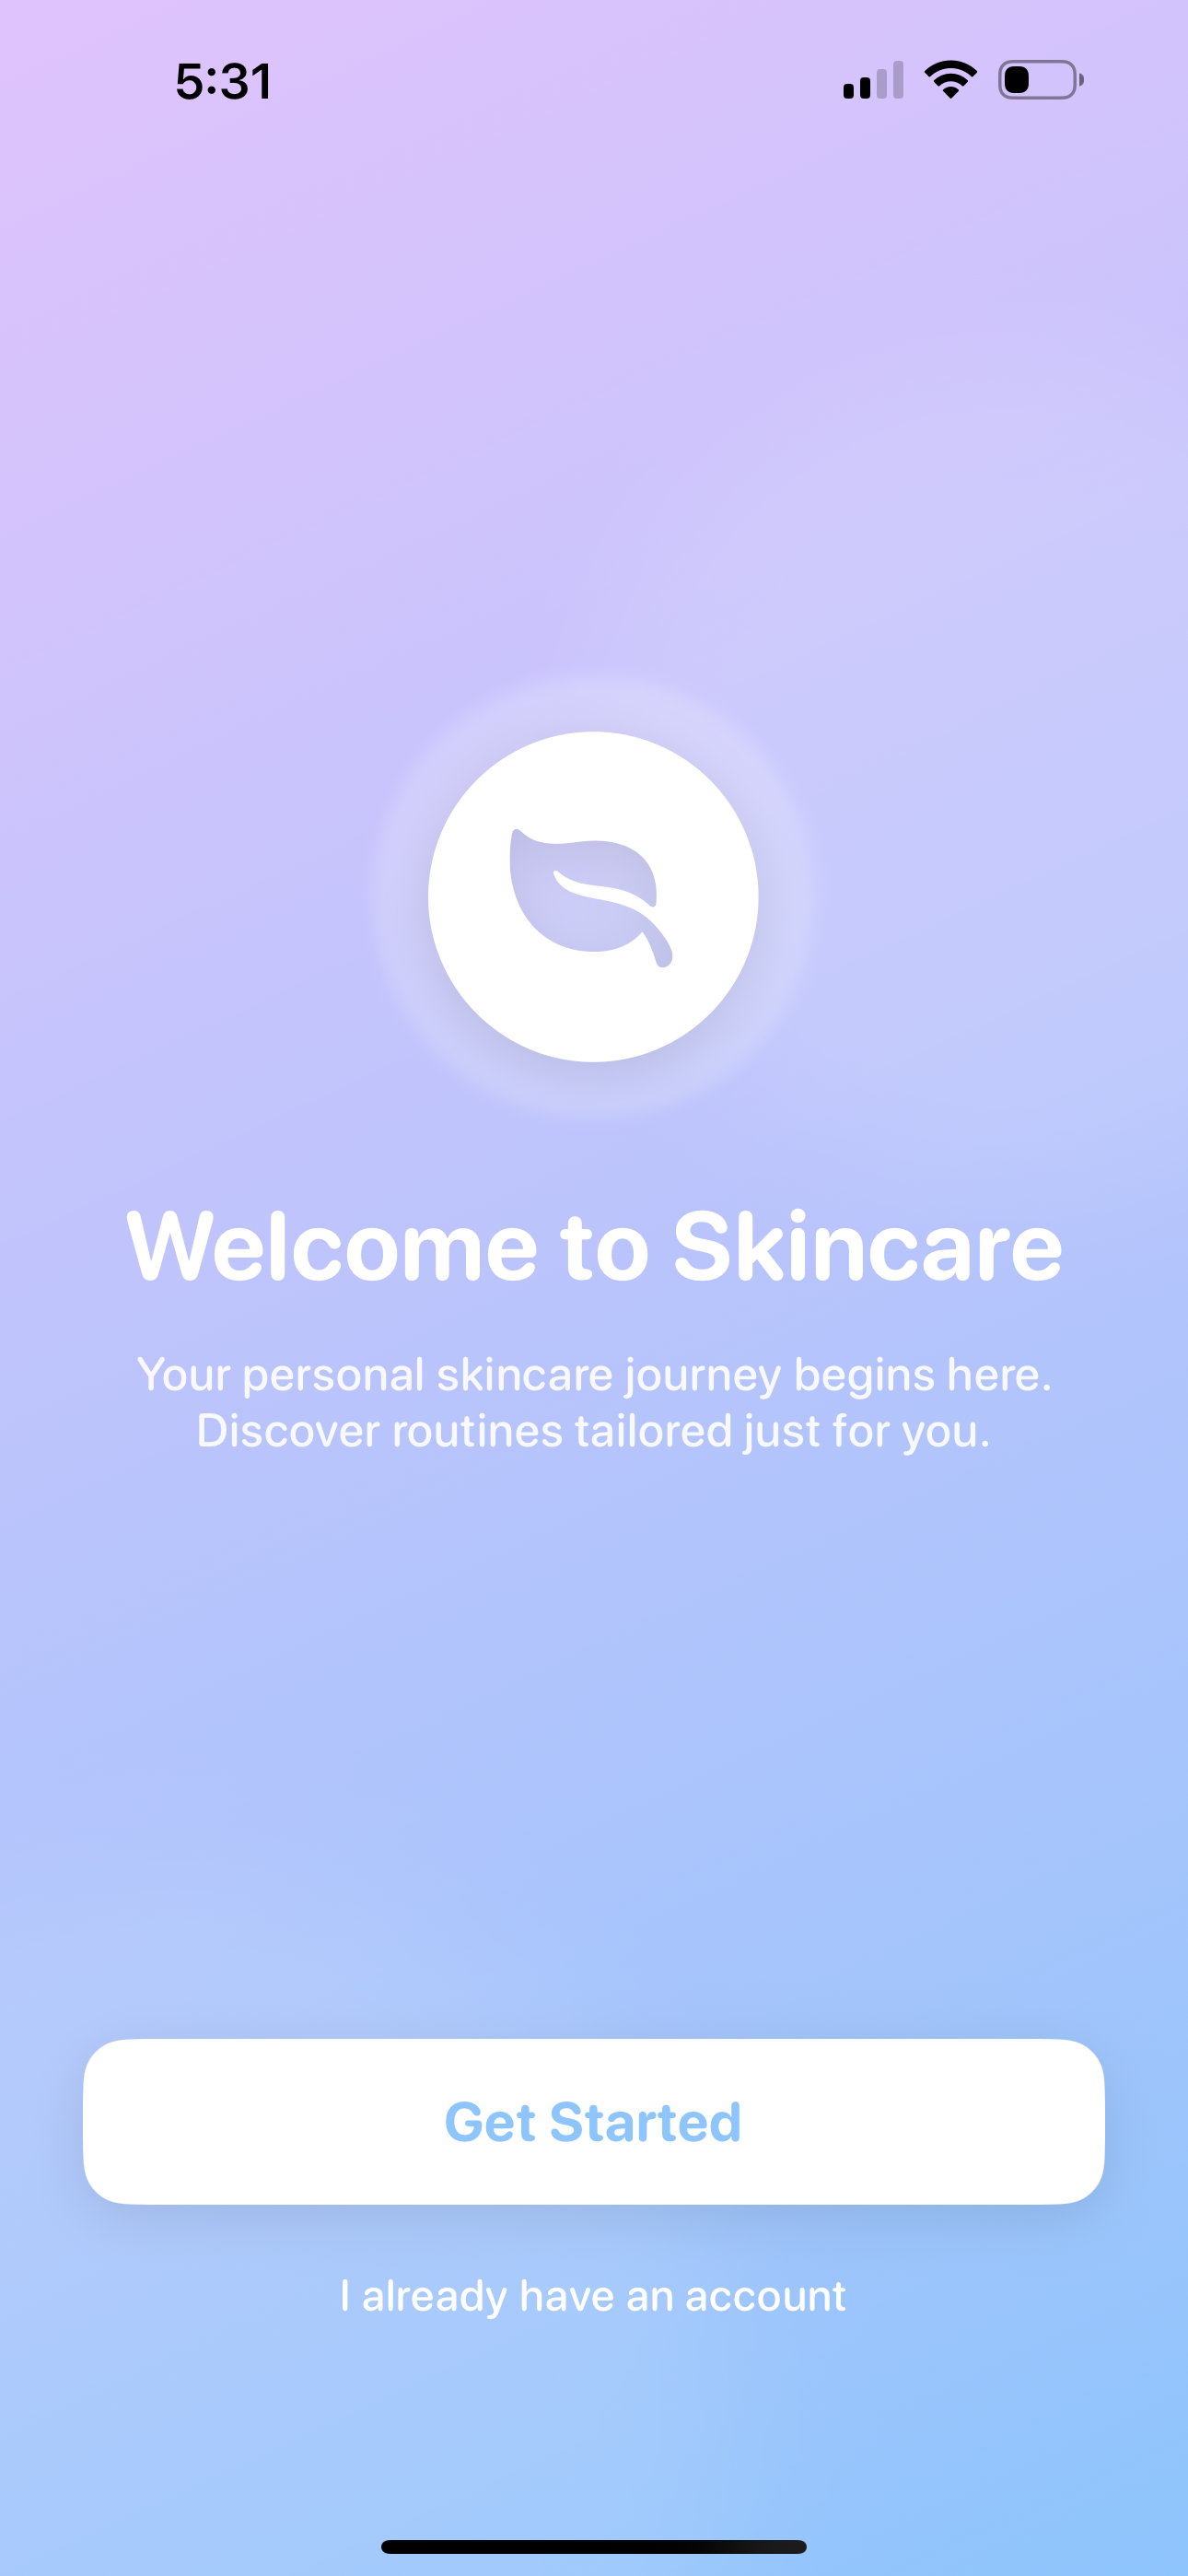 5:31
Welcome to Skincare
Your personal skincare journey begins here.
Discover routines tailored just for you.
Get Started
I already have an account